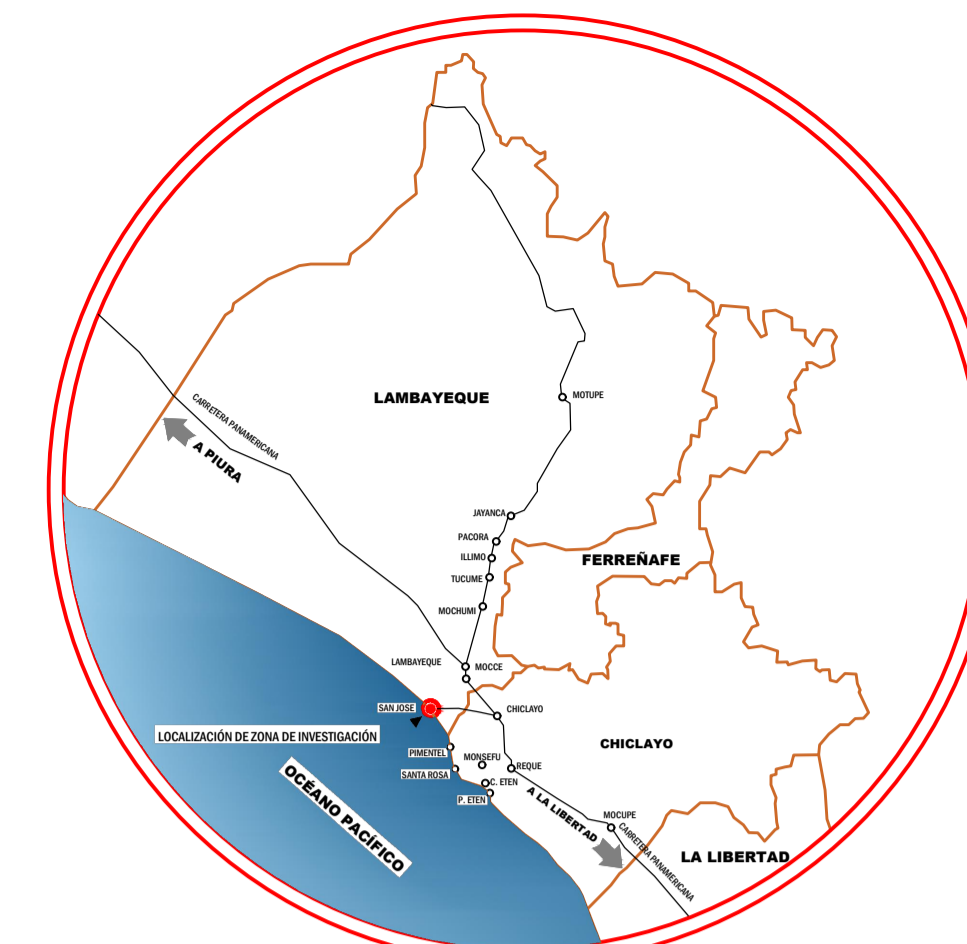 LAMBAYEQUE
MOTUPE
CARRETERA PANAMERICANA
A PIURA
JAYANCA
PACORA
ILLIMO
FERREÑAFE
TUCUME
MOCHUMI
LAMBAYEQUE
MOCCE
SAN JOSE
CHICLAYO
LOCALIZACIÓN DE ZONA DE INVESTIGACIÓN
CHICLAYO
PIMENTEL
MONSEFU
REQUE
SANTA ROSA
C. ETEN
P. ETEN
OCÉANO PACÍFICO
A LA LIBERTAD
MOCUPE
CARRETERA PANAMERICANA
LA LIBERTAD